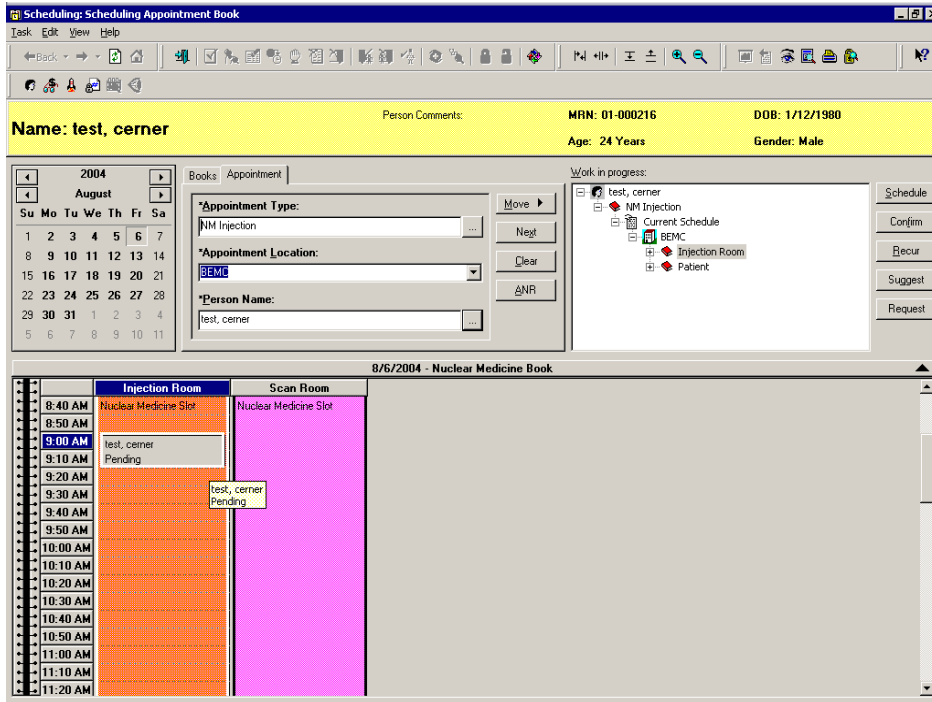 Scheduling: Scheduling Appointment Book
Task Edit View Help
Back
Name: test, cerner
Person Comments:
MRN: 01-000216
DOB: 1/12/1980
Age: 24 Years
Gender: Male
2004
August
Su Mo Tu We Th Fr Sa
1 2 3 4 5 6 7
8 9 10 11 12 13 14
15 16 17 18 19 20 21
22 23 24 25 26 27 28
29 30 31 1 2 3 4
5 6 7 8 9 10 11
Books Appointment
*Appointment Type:
NM Injection
...
*Appointment Location:
BEMC
*Person Name:
test, cerner
...
Move
Next
Clear
ANR
Work in progress:
test, cerner
NM Injection
Current Schedule
BEMC
Injection Room
Patient
Schedule
Confirm
Recur
Suggest
Request
8/6/2004 - Nuclear Medicine Book
Injection Room Scan Room
8:40 AM Nuclear Medicine Slot Nuclear Medicine Slot
8:50 AM
9:00 AM test, cerner
9:10 AM Pending
9:20 AM
test, cerner
9:30 AM
Pending
9:40 AM
9:50 AM
10:00 AM
10:10 AM
10:20 AM
10:30 AM
10:40 AM
10:50 AM
11:00 AM
11:10 AM
11:20 AM